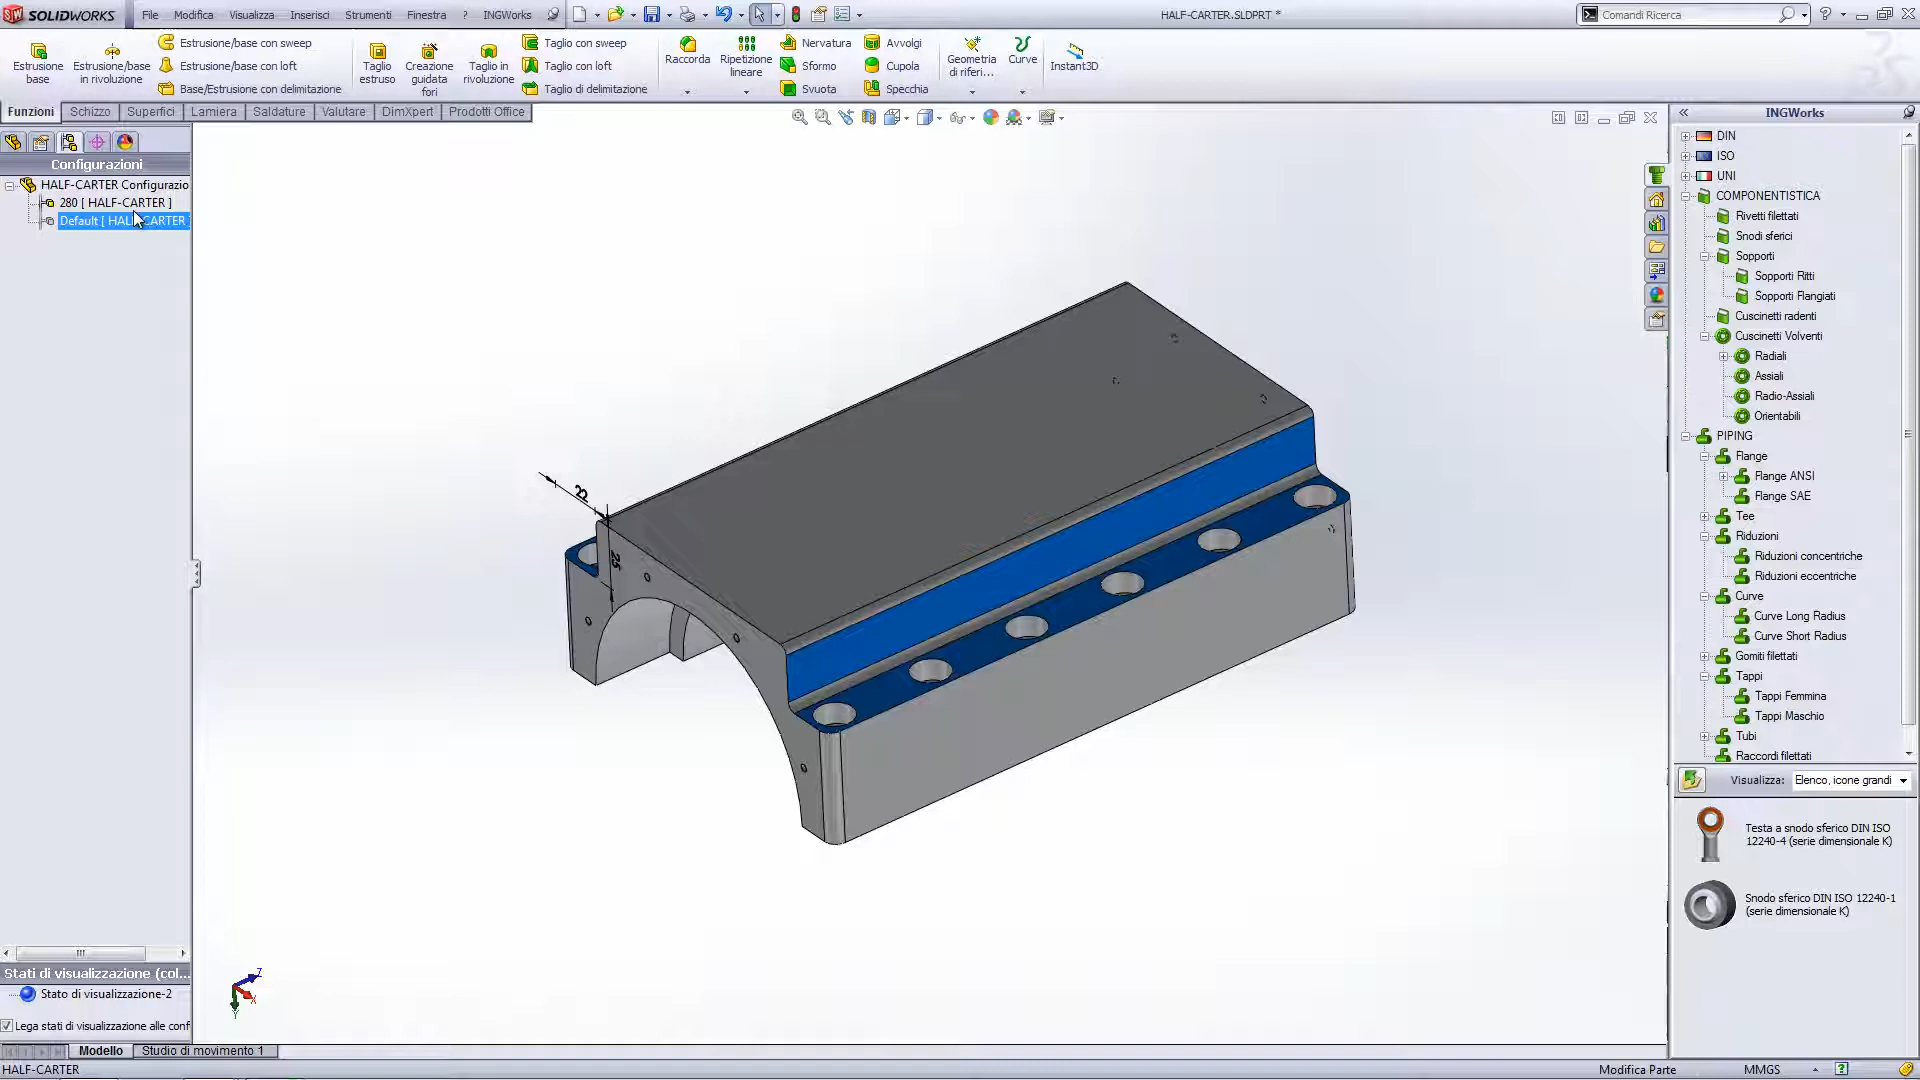 SOLIDWORKS File Modifica Visualizza Inserisci Strumenti Finestra ? INGWorks HALF-CARTER.SLDPRT * Comandi Ricerca
Estrusione base
Estrusione/base in rivoluzione
Estrusione/base con sweep
Estrusione/base con loft
Base/Estrusione con delimitazione
Taglio estruso
Creazione guidata fori
Taglio in rivoluzione
Taglio con sweep
Taglio con loft
Taglio di delimitazione
Raccorda
Ripetizione lineare
Nervatura
Sformo
Svuota
Avvolgi
Cupola
Specchia
Geometria di riferi...
Curve
Instant3D
Funzioni Schizzo Superfici Lamiera Saldature Valutare DimXpert Prodotti Office
Configurazioni
HALF-CARTER Configurazio
280 [ HALF-CARTER ]
Default [ HALF-CARTER ]
22
25
Z
X
Y
Stati di visualizzazione (col...
Stato di visualizzazione-2
Lega stati di visualizzazione alle conf
Modello Studio di movimento 1
HALF-CARTER
Modifica Parte MMGS
INGWorks
DIN
ISO
UNI
COMPONENTISTICA
Rivetti filettati
Snodi sferici
Sopporti
Sopporti Ritti
Sopporti Flangiati
Cuscinetti radenti
Cuscinetti Volventi
Radiali
Assiali
Radio-Assiali
Orientabili
PIPING
Flange
Flange ANSI
Flange SAE
Tee
Riduzioni
Riduzioni concentriche
Riduzioni eccentriche
Curve
Curve Long Radius
Curve Short Radius
Gomiti filettati
Tappi
Tappi Femmina
Tappi Maschio
Tubi
Raccordi filettati
Visualizza: Elenco, icone grandi
Testa a snodo sferico DIN ISO
12240-4 (serie dimensionale K)
Snodo sferico DIN ISO 12240-1
(serie dimensionale K)